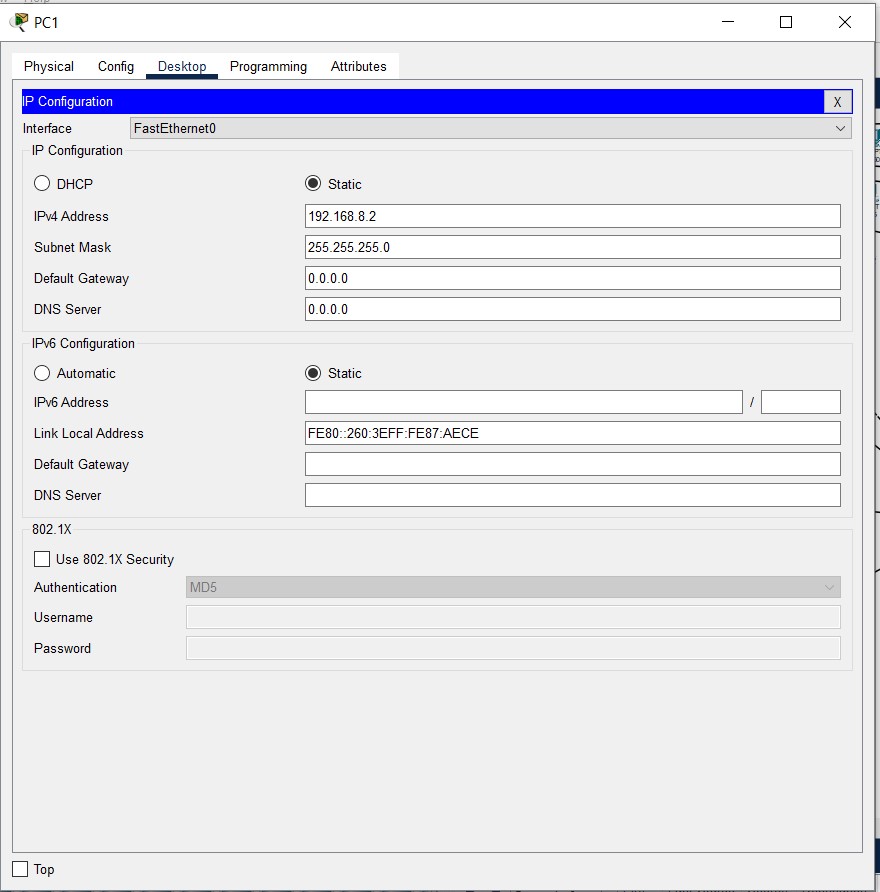 PC1
Physical Config Desktop Programming Attributes
IP Configuration X
Interface FastEthernet0
IP Configuration
DHCP Static
IPv4 Address 192.168.8.2
Subnet Mask 255.255.255.0
Default Gateway 0.0.0.0
DNS Server 0.0.0.0
IPv6 Configuration
Automatic Static
IPv6 Address /
Link Local Address FE80::260:3EFF:FE87:AECE
Default Gateway
DNS Server
802.1X
Use 802.1X Security
Authentication MD5
Username
Password
Top